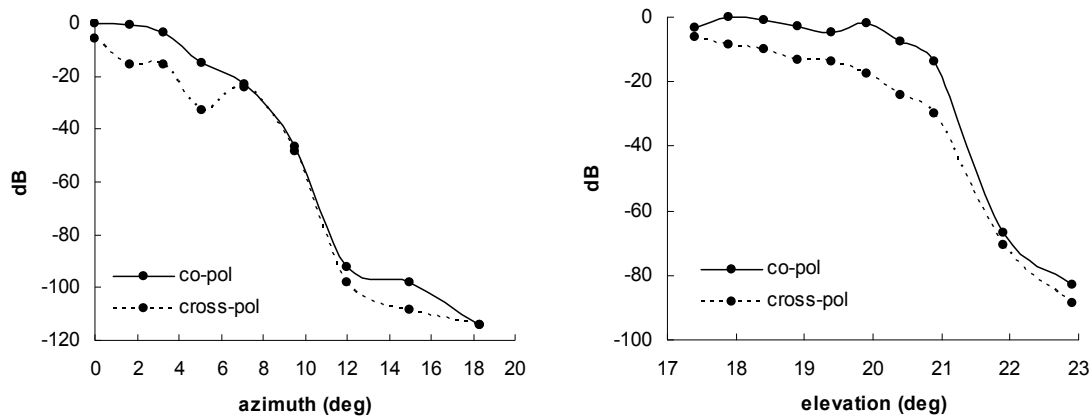 0
-20
-40
-60
-80
-100
-120
dB
co-pol
cross-pol
0 2 4 6 8 10 12 14 16 18 20
azimuth (deg)
0
-20
-40
-60
-80
-100
dB
co-pol
cross-pol
17 18 19 20 21 22 23
elevation (deg)